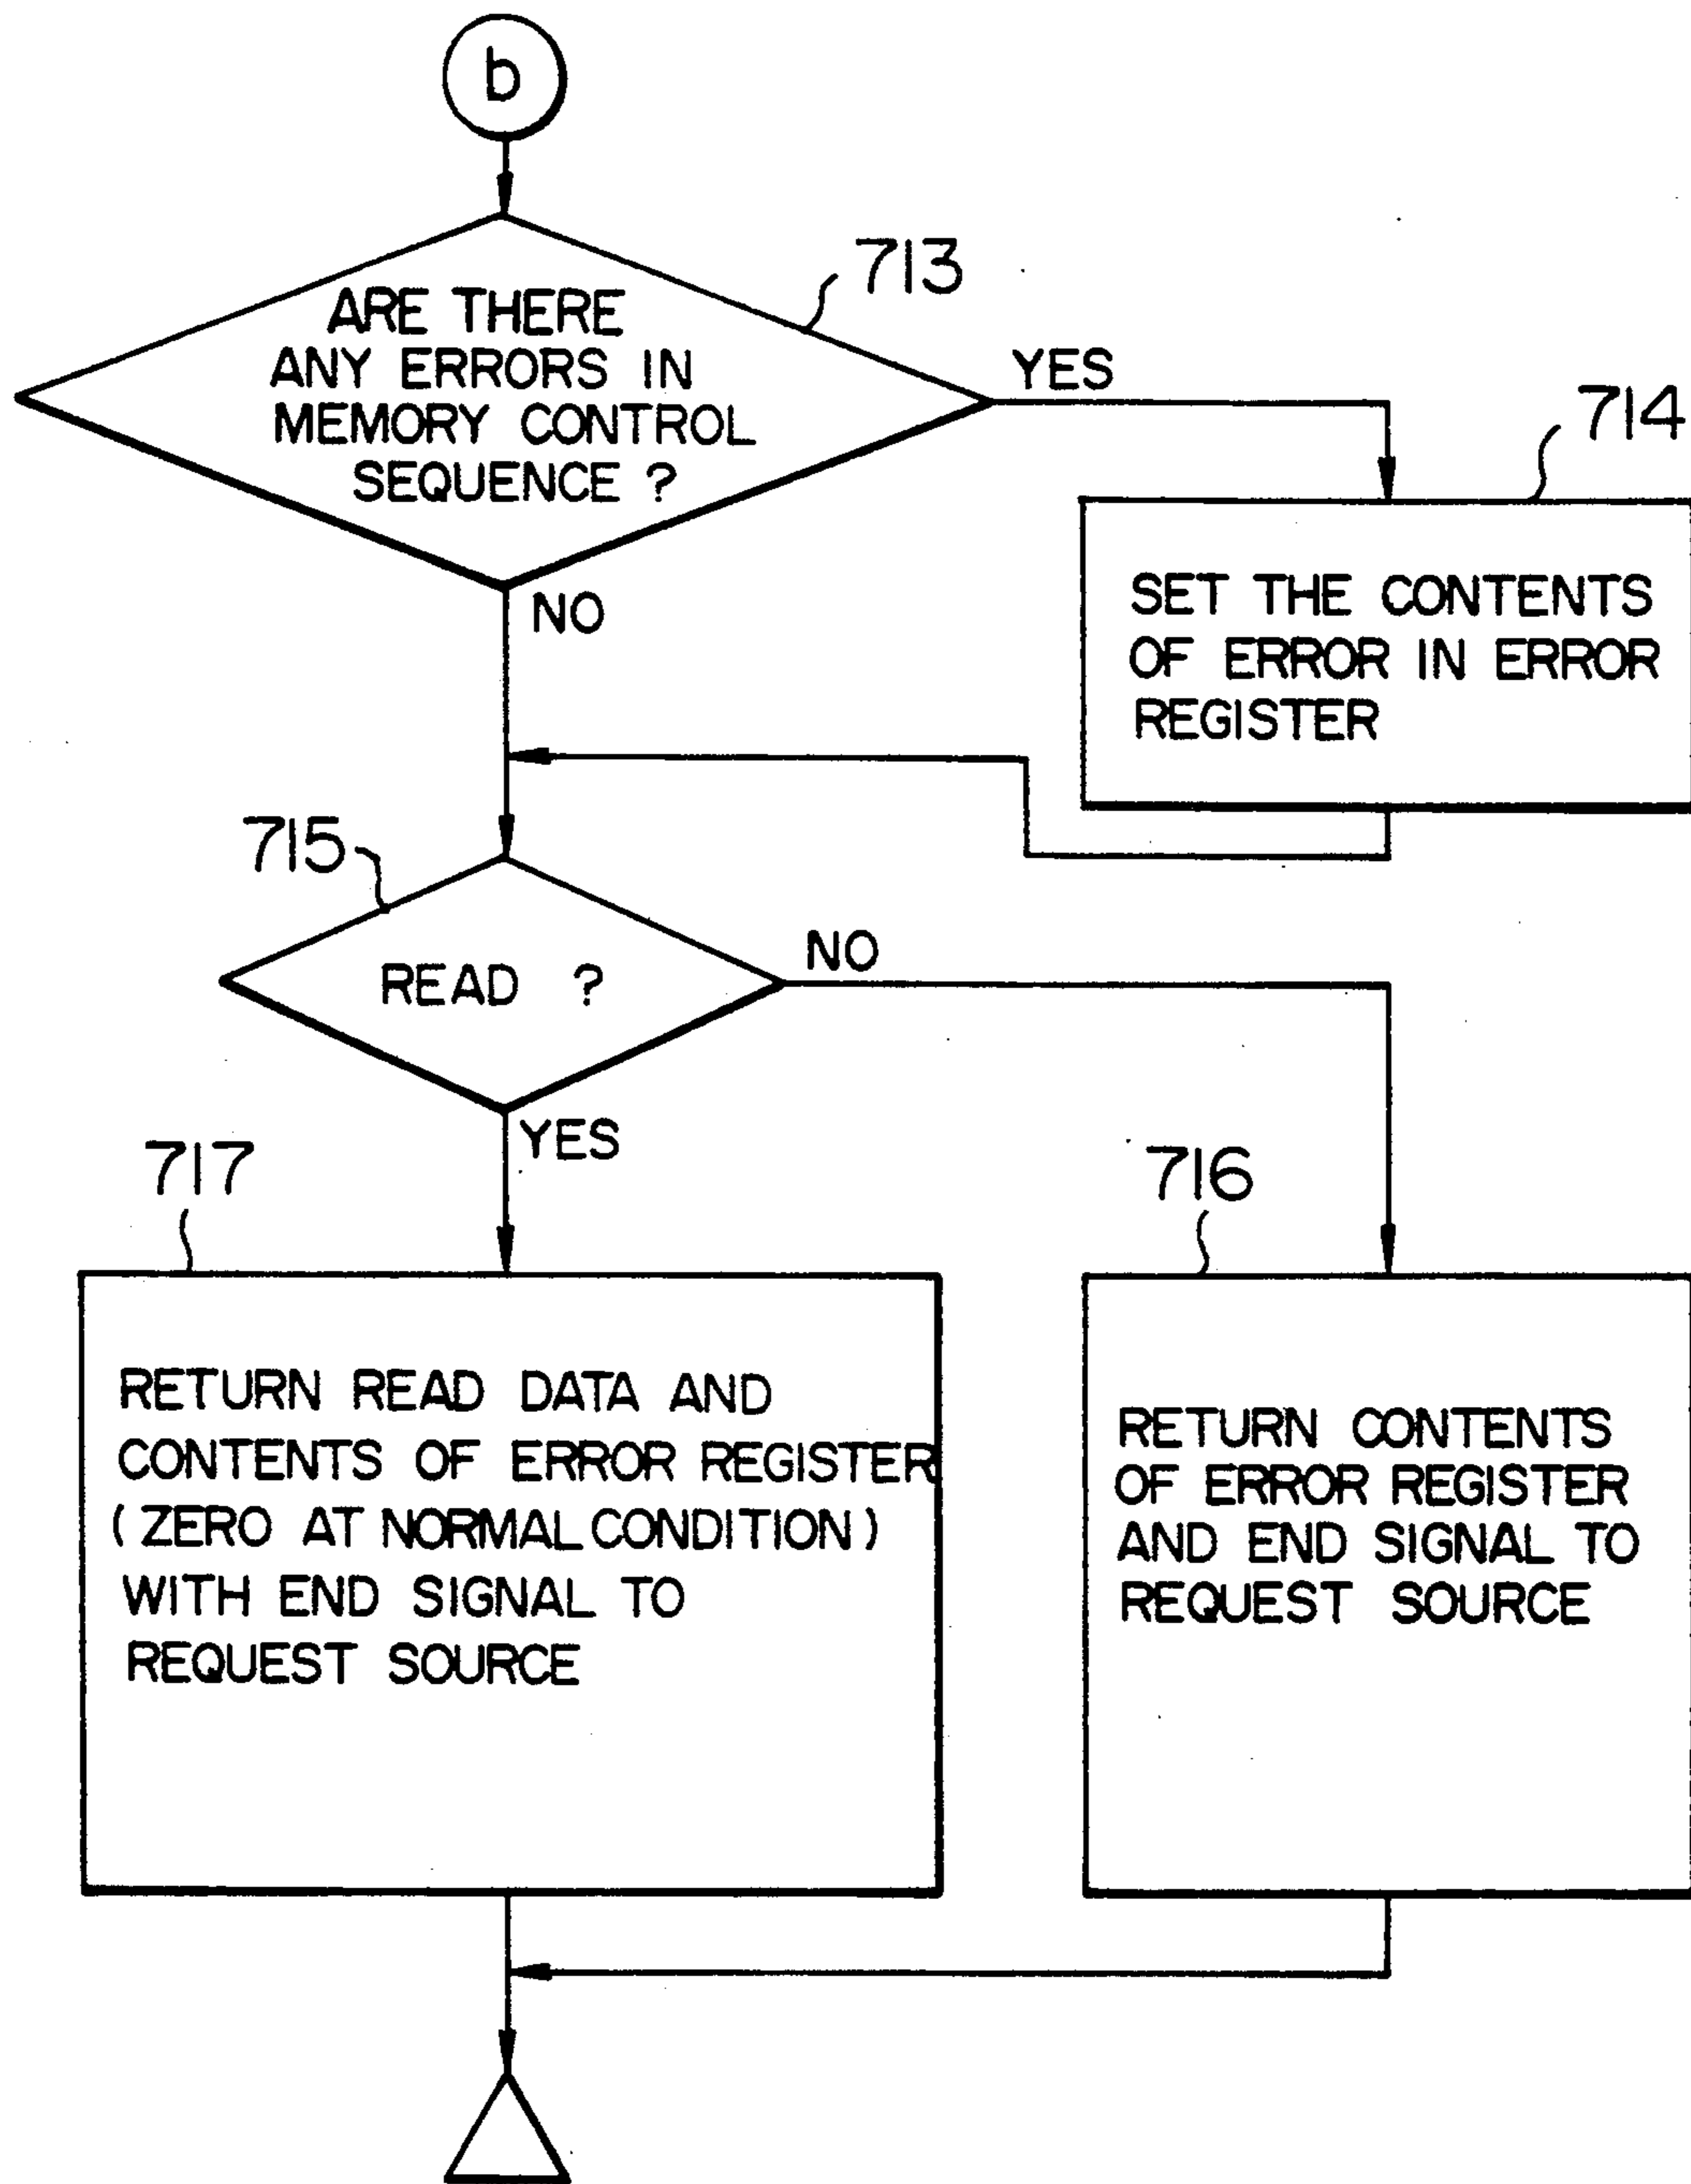 b
713
ARE THERE
ANY ERRORS IN
MEMORY CONTROL
SEQUENCE ?
YES
714
NO
SET THE CONTENTS
OF ERROR IN ERROR
REGISTER
715
READ ?
NO
YES
717
716
RETURN READ DATA AND
CONTENTS OF ERROR REGISTER
( ZERO AT NORMAL CONDITION )
WITH END SIGNAL TO
REQUEST SOURCE
RETURN CONTENTS
OF ERROR REGISTER
AND END SIGNAL TO
REQUEST SOURCE